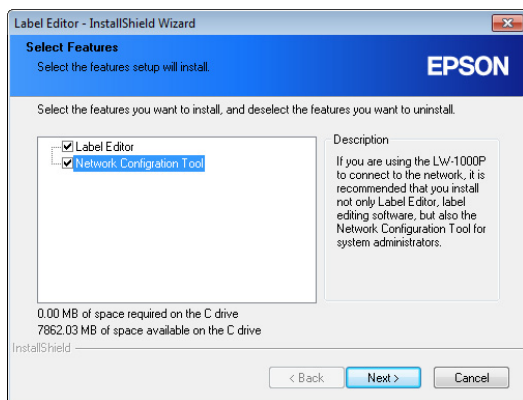 Label Editor - InstallShield Wizard
Select Features
Select the features setup will install.
EPSON
Select the features you want to install, and deselect the features you want to uninstall.
Label Editor
Network Configration Tool
Description
If you are using the LW-1000P
to connect to the network, it is
recommended that you install
not only Label Editor, label
editing software, but also the
Network Configuration Tool for
system administrators.
0.00 MB of space required on the C drive
7862.03 MB of space available on the C drive
InstallShield
< Back
Next >
Cancel